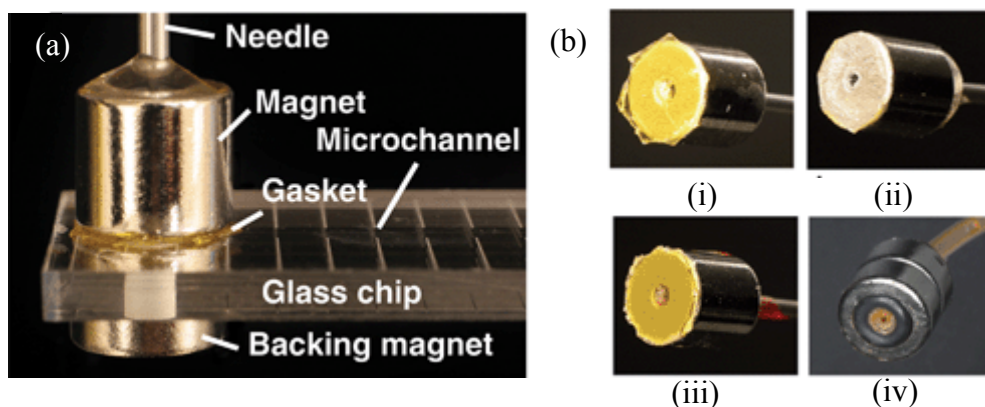 (a)
Needle
Magnet
Microchannel
Gasket
Glass chip
Backing magnet
(b)
(i)
(ii)
(iii)
(iv)